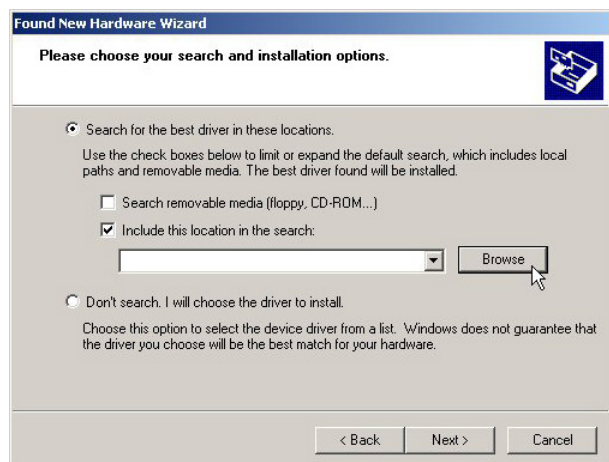 Found New Hardware Wizard
Please choose your search and installation options.
Search for the best driver in these locations.
Use the check boxes below to limit or expand the default search, which includes local
paths and removable media. The best driver found will be installed.
Search removable media (floppy, CD-ROM...)
Include this location in the search:
Browse
Don't search. I will choose the driver to install.
Choose this option to select the device driver from a list. Windows does not guarantee that
the driver you choose will be the best match for your hardware.
< Back Next > Cancel